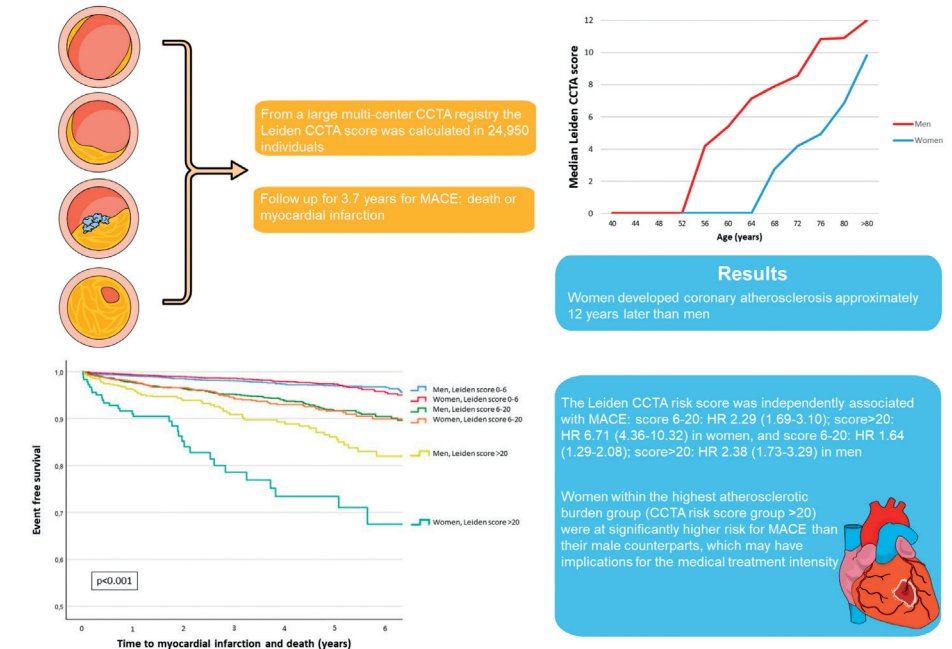 From a large multi-center CCTA registry the
Leiden CCTA score was calculated in 24,950
individuals
Follow up for 3.7 years for MACE: death or
myocardial infarction
Median Leiden CCTA score
12
10
8
6
4
2
0
40 44 48 52 56 60 64 68 72 76 80 >80
Age (years)
Men
Women
Results
Women developed coronary atherosclerosis approximately
12 years later than men
Event free survival
1,0
0,9
0,8
0,7
0,6
0,5
p<0.001
0 1 2 3 4 5 6
Time to myocardial infarction and death (years)
Men, Leiden score 0-6
Women, Leiden score 0-6
Men, Leiden score 6-20
Women, Leiden score 6-20
Men, Leiden score >20
Women, Leiden score >20
The Leiden CCTA risk score was independently associated
with MACE: score 6-20: HR 2.29 (1.69-3.10); score>20:
HR 6.71 (4.36-10.32) in women, and score 6-20: HR 1.64
(1.29-2.08); score>20: HR 2.38 (1.73-3.29) in men
Women within the highest atherosclerotic
burden group (CCTA risk score group >20)
were at significantly higher risk for MACE than
their male counterparts, which may have
implications for the medical treatment intensity